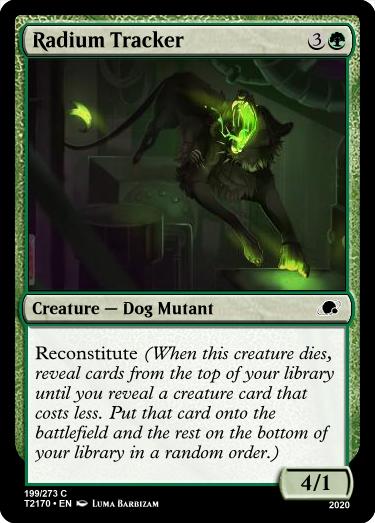 Radium Tracker 3
Creature — Dog Mutant
Reconstitute (When this creature dies,
reveal cards from the top of your library
until you reveal a creature card that
costs less. Put that card onto the
battlefield and the rest on the bottom of
your library in a random order.)
4/1
199/273 C
T2170 • EN Luma Barbizam
2020